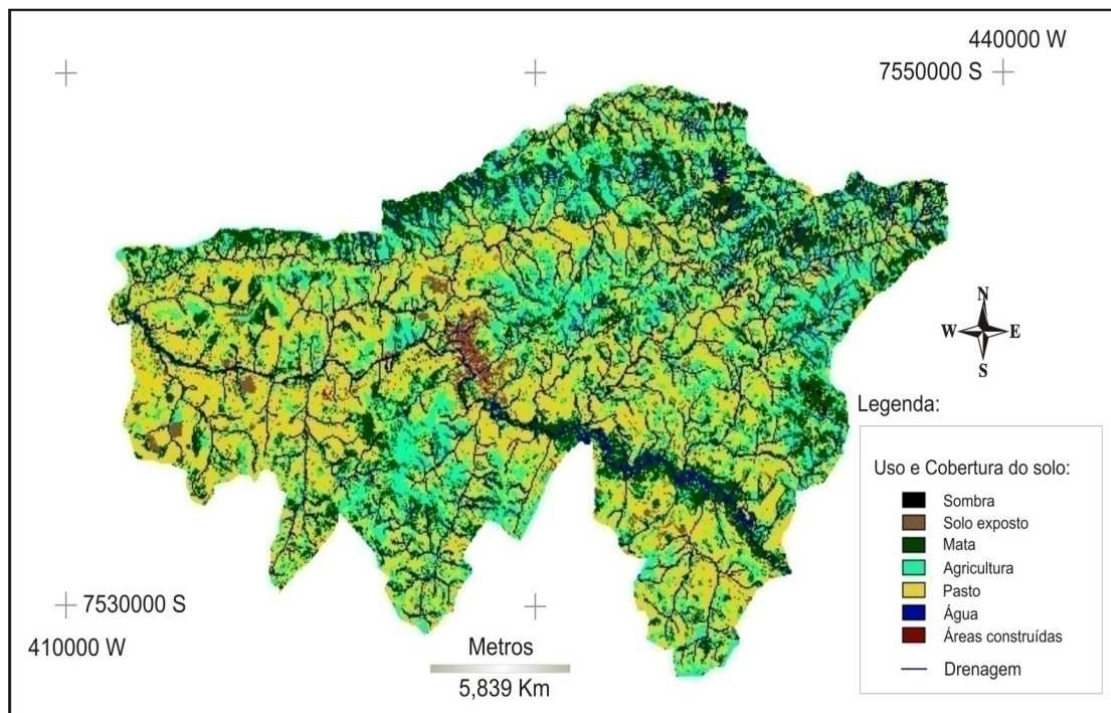 440000 W
7550000 S
N
W E
S
Legenda:
Uso e Cobertura do solo:
Sombra
Solo exposto
Mata
Agricultura
Pasto
Água
Áreas construídas
Drenagem
7530000 S
410000 W
Metros
5,839 Km